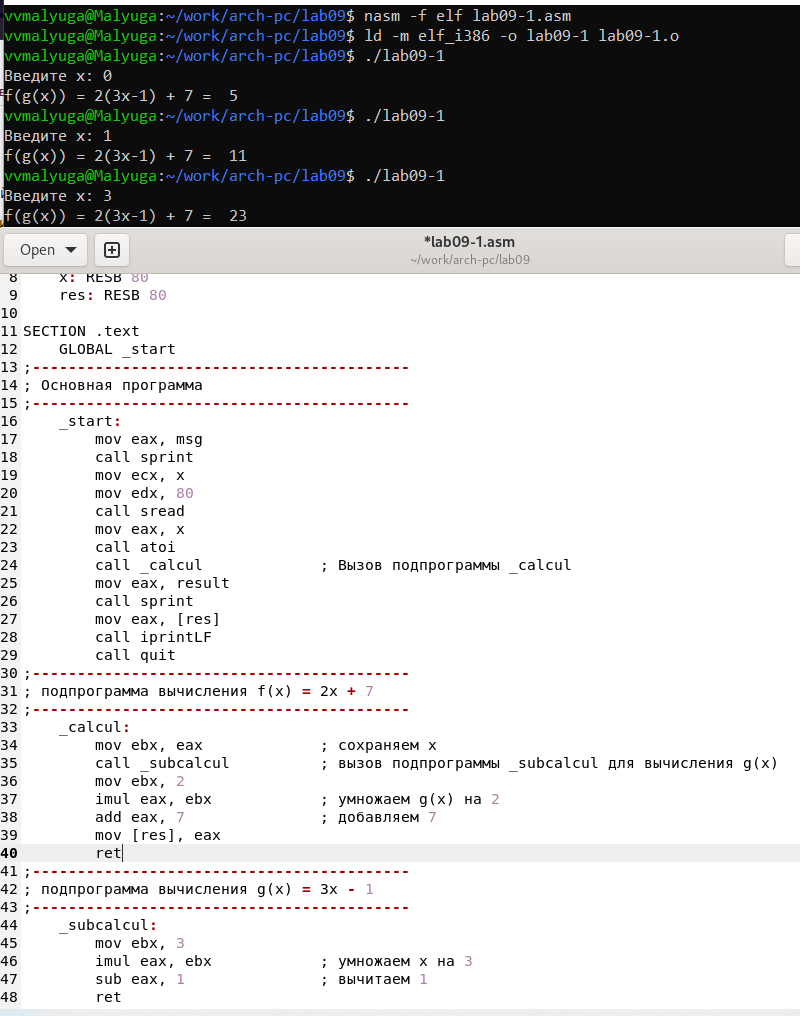 vvmalyuga@Malyuga:~/work/arch-pc/lab09$ nasm -f elf lab09-1.asm
vvmalyuga@Malyuga:~/work/arch-pc/lab09$ ld -m elf_i386 -o lab09-1 lab09-1.o
vvmalyuga@Malyuga:~/work/arch-pc/lab09$ ./lab09-1
Введите x: 0
f(g(x)) = 2(3x-1) + 7 =  5
vvmalyuga@Malyuga:~/work/arch-pc/lab09$ ./lab09-1
Введите x: 1
f(g(x)) = 2(3x-1) + 7 =  11
vvmalyuga@Malyuga:~/work/arch-pc/lab09$ ./lab09-1
Введите x: 3
f(g(x)) = 2(3x-1) + 7 =  23
Open
*lab09-1.asm
~/work/arch-pc/lab09
8     x: RESB 80
9     res: RESB 80
10
11 SECTION .text
12     GLOBAL _start
13 ;------------------------------------------
14 ; Основная программа
15 ;------------------------------------------
16     _start:
17         mov eax, msg
18         call sprint
19         mov ecx, x
20         mov edx, 80
21         call sread
22         mov eax, x
23         call atoi
24         call _calcul             ; Вызов подпрограммы _calcul
25         mov eax, result
26         call sprint
27         mov eax, [res]
28         call iprintLF
29         call quit
30 ;------------------------------------------
31 ; подпрограмма вычисления f(x) = 2x + 7
32 ;------------------------------------------
33     _calcul:
34         mov ebx, eax             ; сохраняем x
35         call _subcalcul          ; вызов подпрограммы _subcalcul для вычисления g(x)
36         mov ebx, 2
37         imul eax, ebx            ; умножаем g(x) на 2
38         add eax, 7               ; добавляем 7
39         mov [res], eax
40         ret
41 ;------------------------------------------
42 ; подпрограмма вычисления g(x) = 3x - 1
43 ;------------------------------------------
44     _subcalcul:
45         mov ebx, 3
46         imul eax, ebx            ; умножаем x на 3
47         sub eax, 1               ; вычитаем 1
48         ret